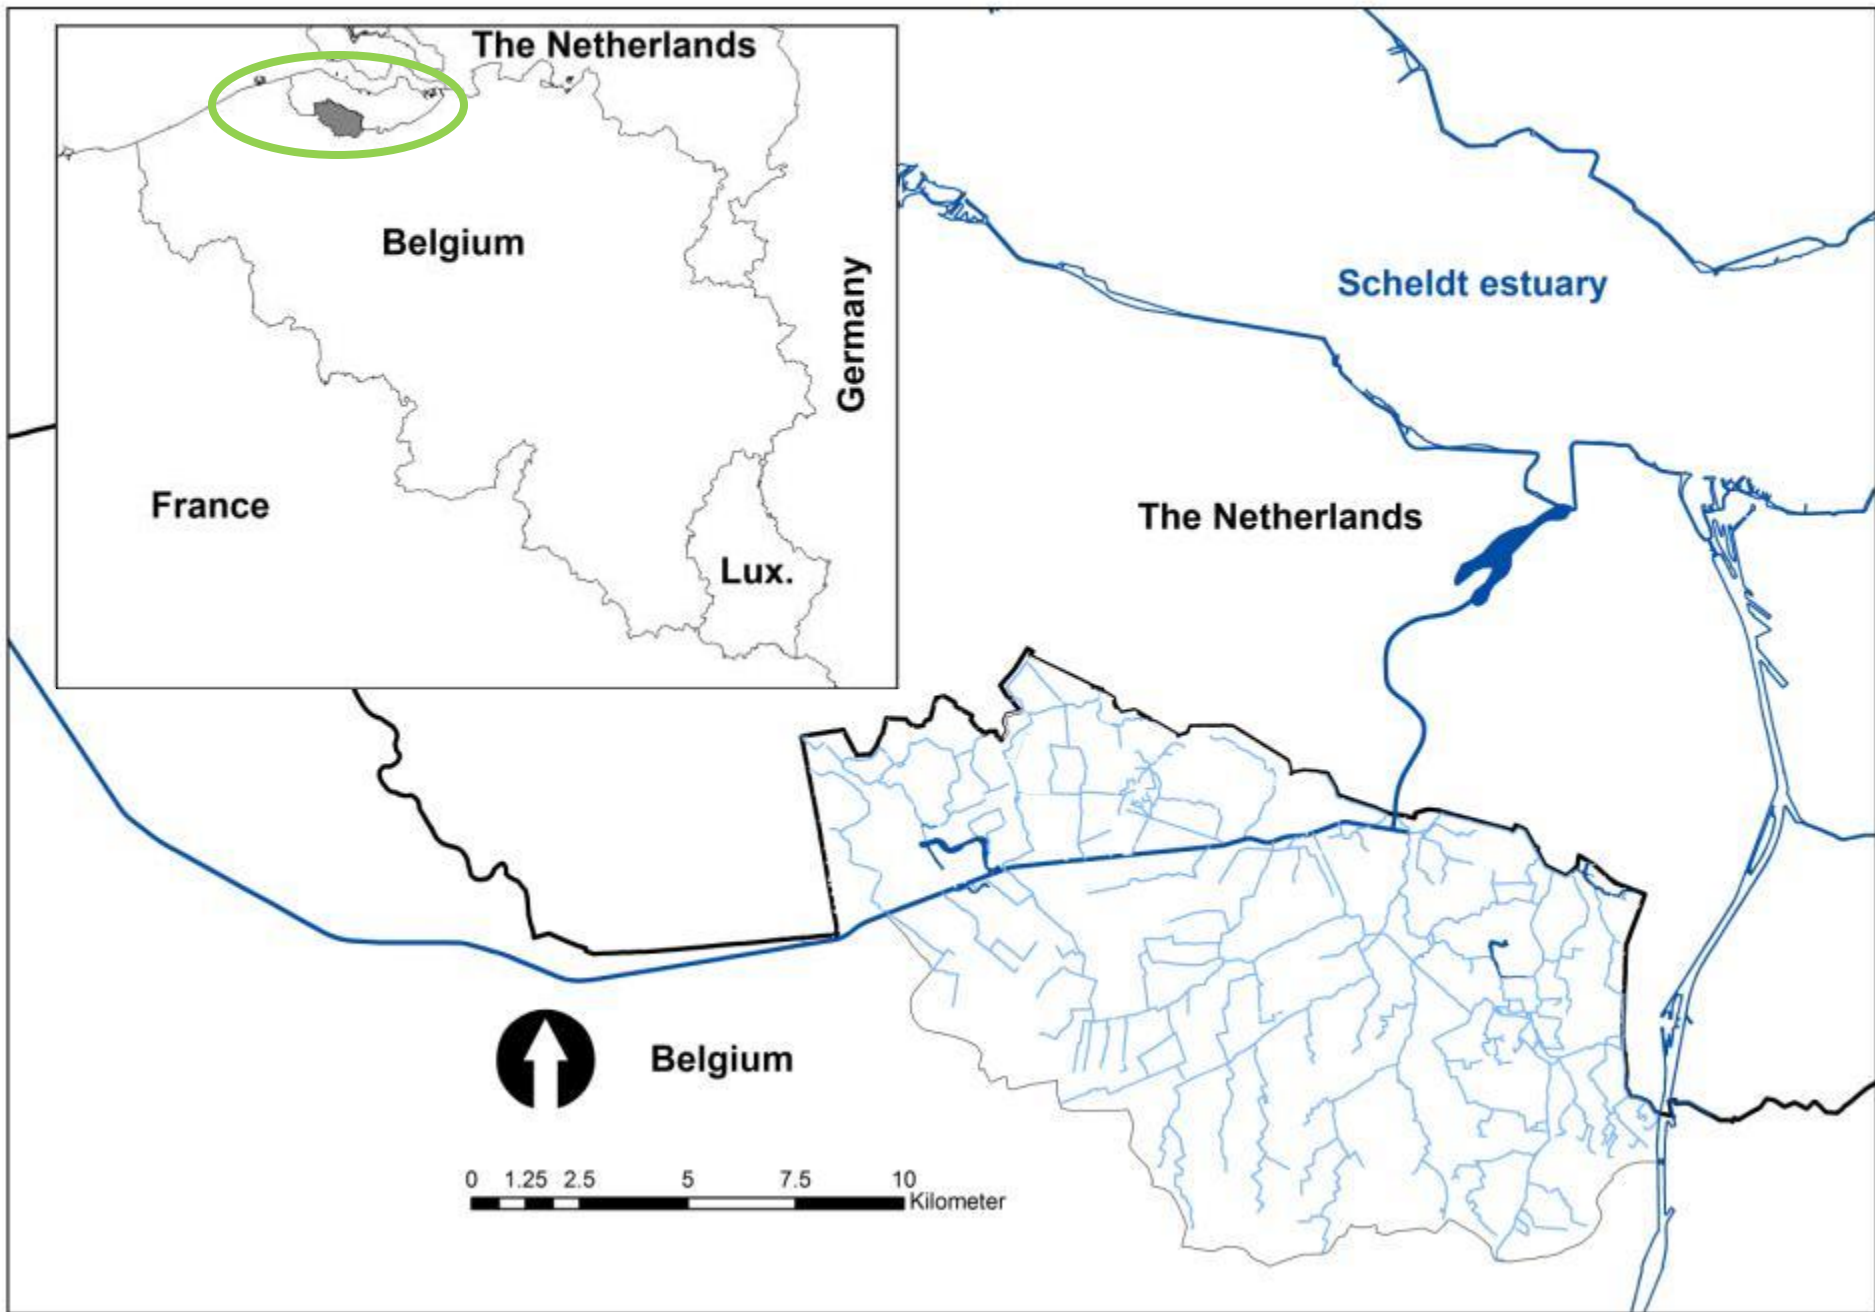 The Netherlands
Belgium
Germany
France
Lux.
Scheldt estuary
The Netherlands
Belgium
0 1.25 2.5 5 7.5 10
Kilometer